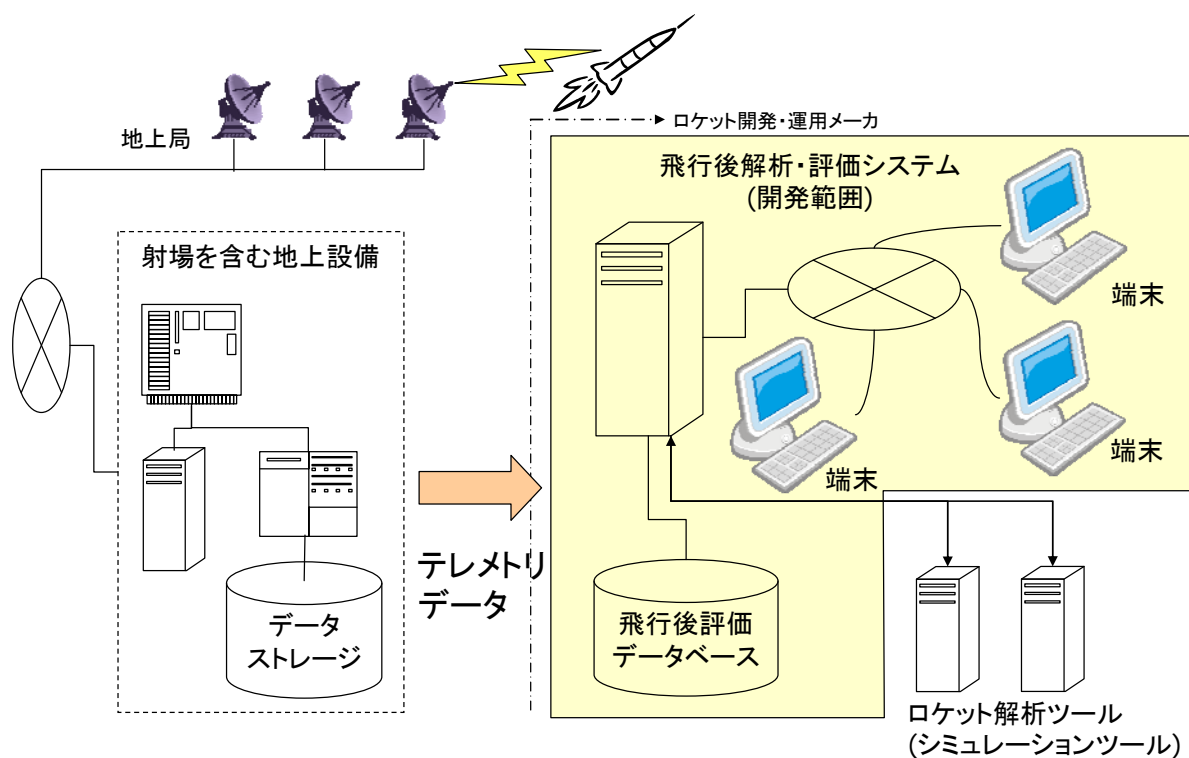 地上局
ロケット開発・運用メーカ
飛行後解析・評価システム
(開発範囲)
射場を含む地上設備
端末
端末
端末
テレメトリ
データ
データ
ストレージ
飛行後評価
データベース
ロケット解析ツール
(シミュレーションツール)